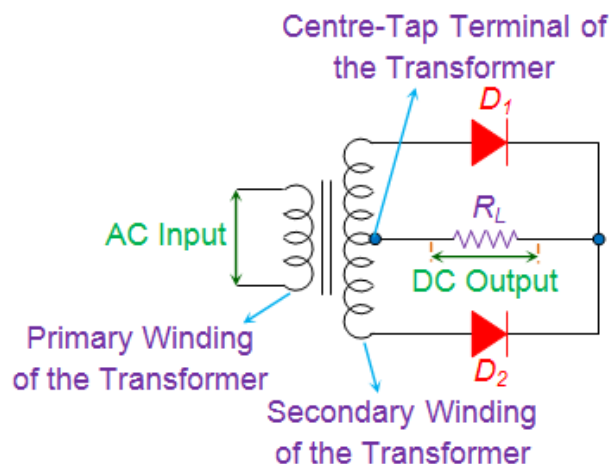 Centre-Tap Terminal of
the Transformer
D1
AC Input
RL
DC Output
Primary Winding
of the Transformer
D2
Secondary Winding
of the Transformer